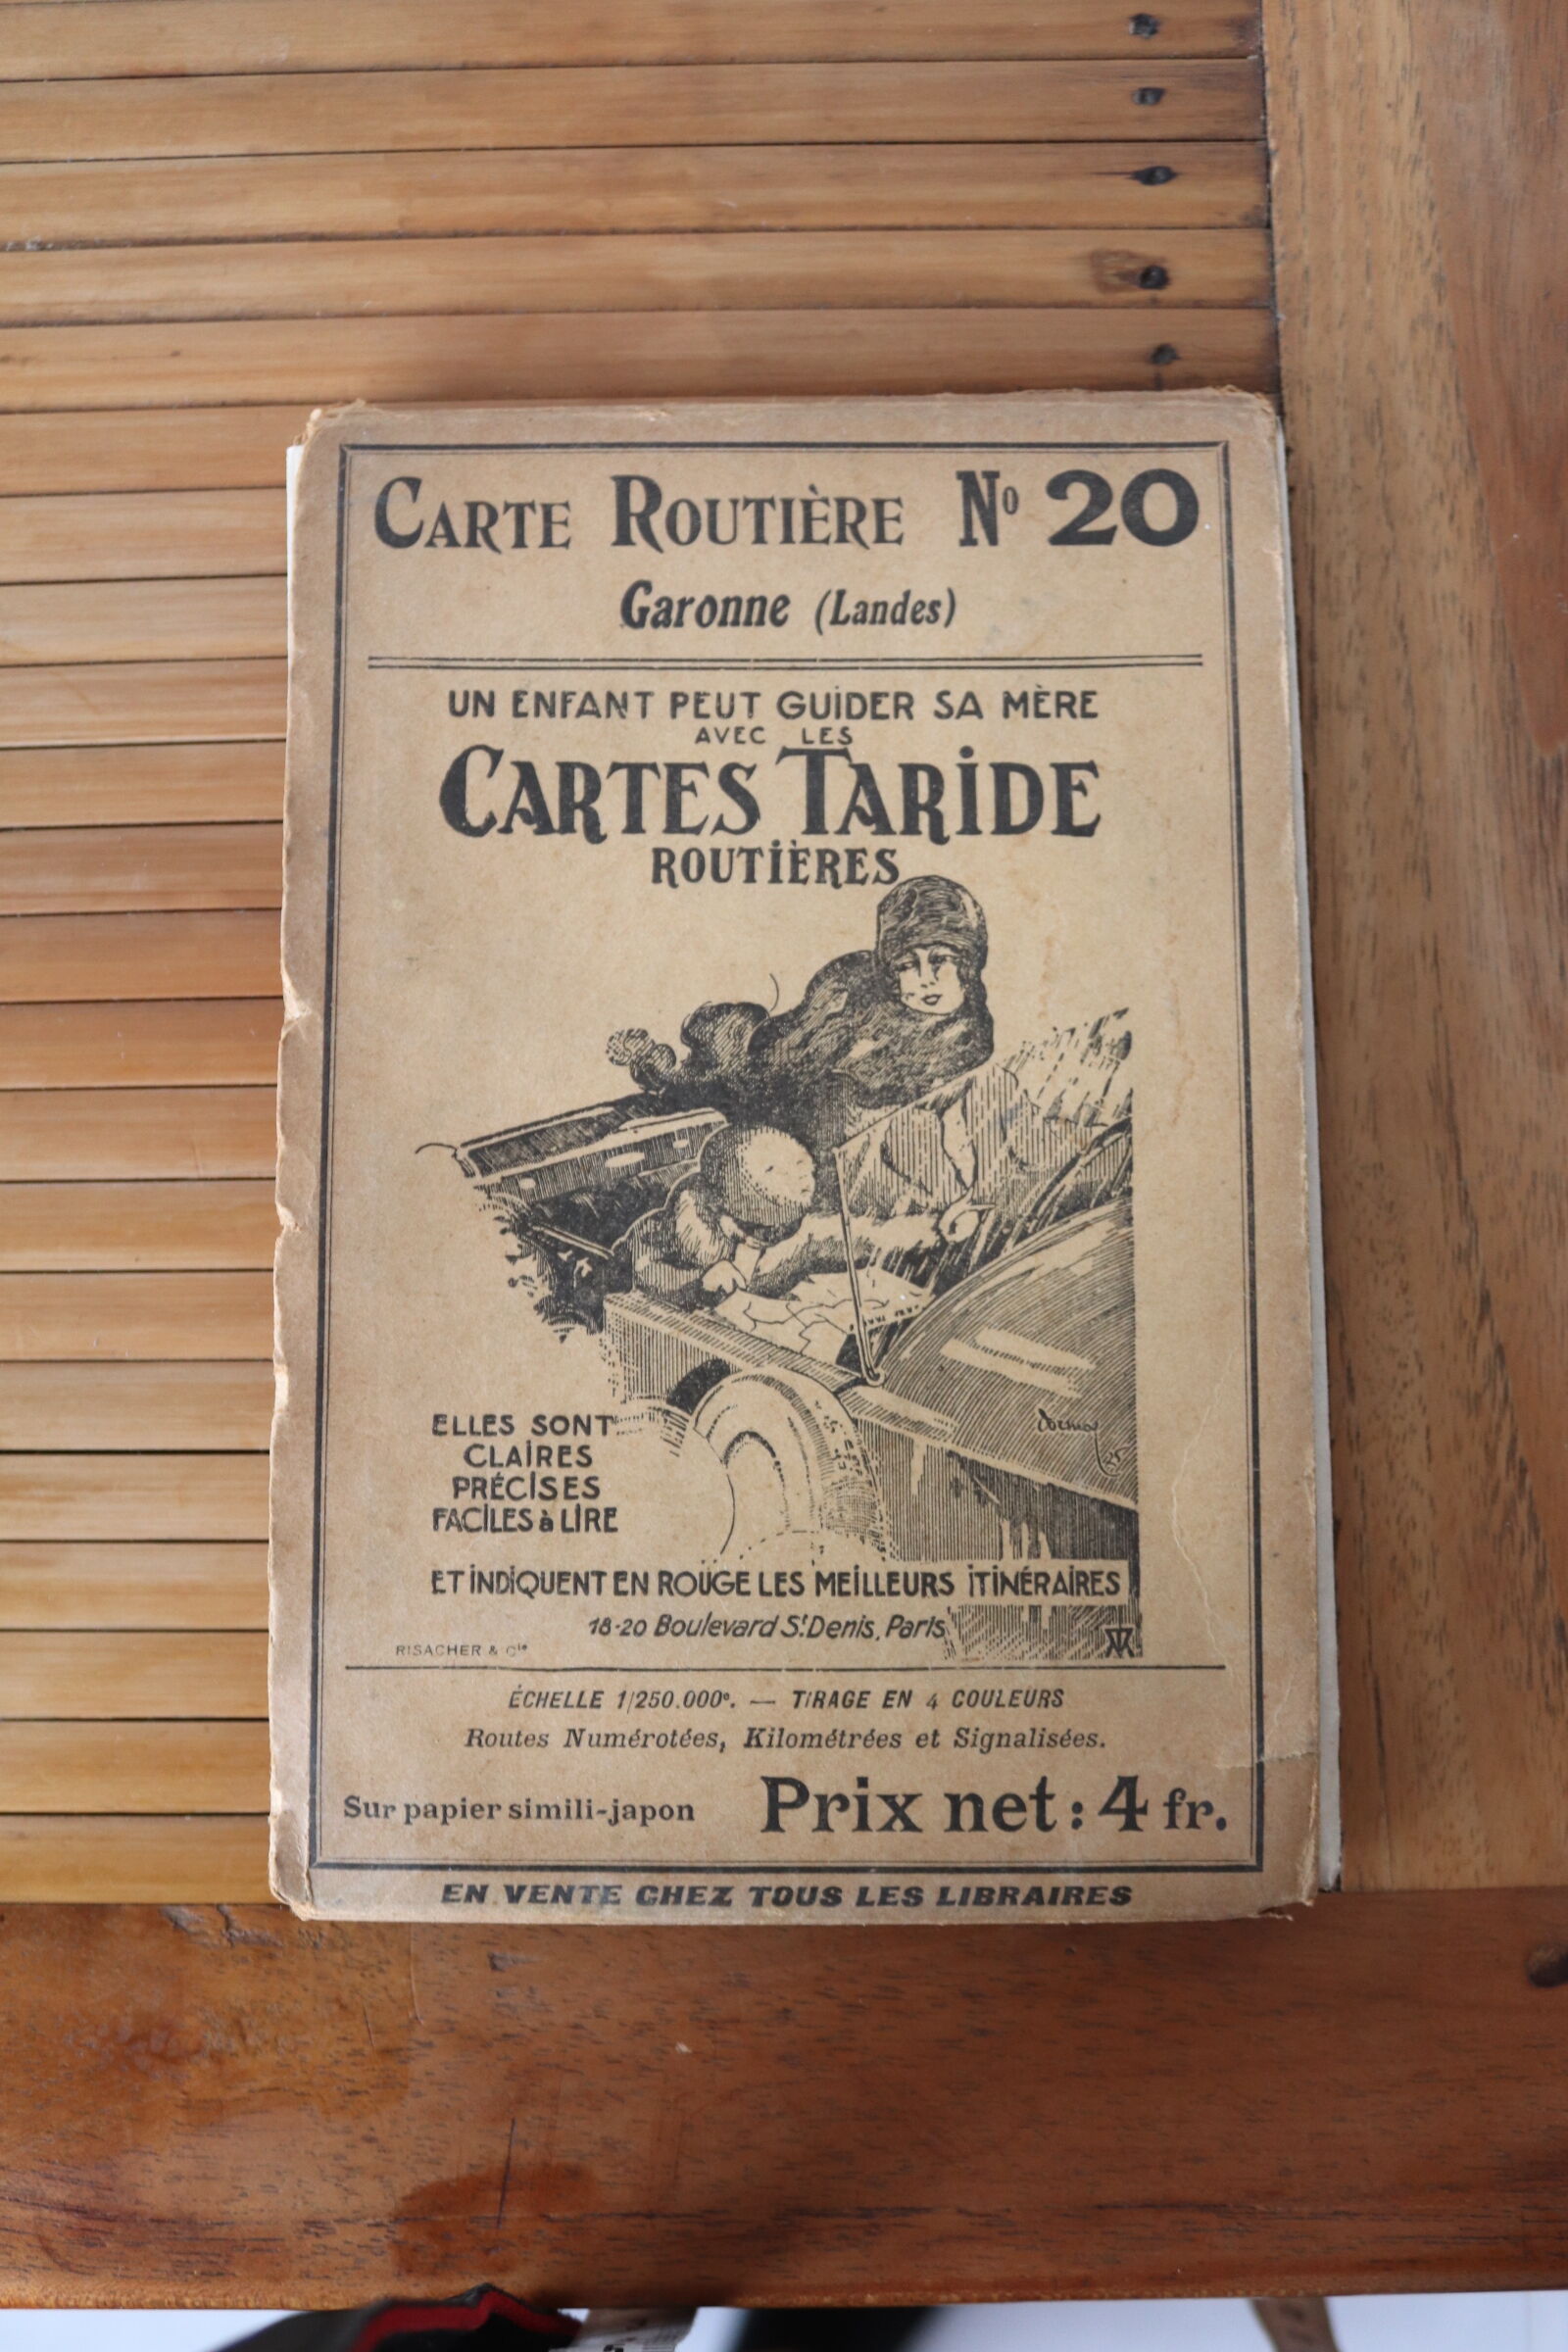 CARTE ROUTIÈRE Nº 20
Garonne (Landes)
UN ENFANT PEUT GUIDER SA MÈRE
AVEC LES
CARTES TARIDE
ROUTIÈRES
ELLES SONT
CLAIRES
PRÉCISES
FACILES à LIRE
ET INDIQUENT EN ROUGE LES MEILLEURS ITINÉRAIRES
18-20 Boulevard St Denis, Paris
RISACHER & Cie
ÉCHELLE 1/250.000e. — TIRAGE EN 4 COULEURS
Routes Numérotées, Kilométrées et Signalisées.
Sur papier simili-japon Prix net : 4 fr.
EN VENTE CHEZ TOUS LES LIBRAIRES